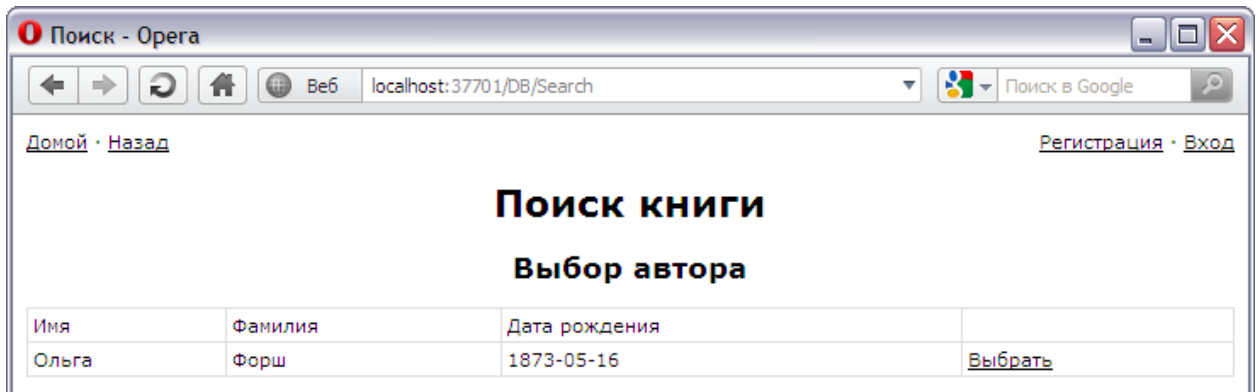 Поиск - Opera
Веб localhost:37701/DB/Search Поиск в Google
Домой · Назад Регистрация · Вход
Поиск книги
Выбор автора
Имя Фамилия Дата рождения
Ольга Форш 1873-05-16 Выбрать